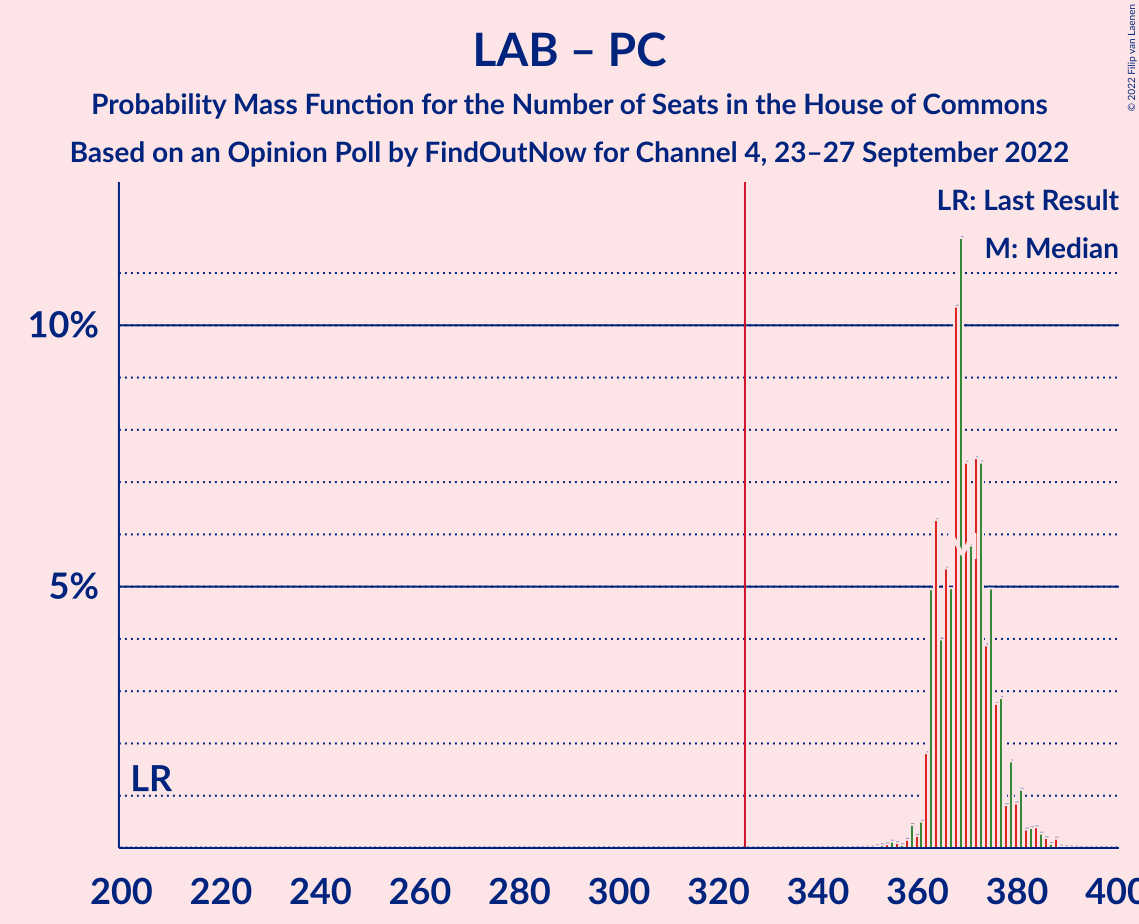 LAB – PC
Probability Mass Function for the Number of Seats in the House of Commons
Based on an Opinion Poll by FindOutNow for Channel 4, 23–27 September 2022
© 2022 Filip van Laenen
LR: Last Result
M: Median
10%
5%
LR
200 220 240 260 280 300 320 340 360 380 400